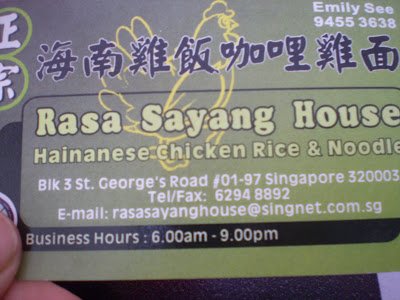 Emily See
9455 3638
正宗
海南雞飯咖哩雞面
Rasa Sayang House
Hainanese Chicken Rice & Noodle
Blk 3 St. George's Road #01-97 Singapore 320003
Tel/Fax: 6294 8892
E-mail: rasasayanghouse@singnet.com.sg
Business Hours : 6.00am - 9.00pm